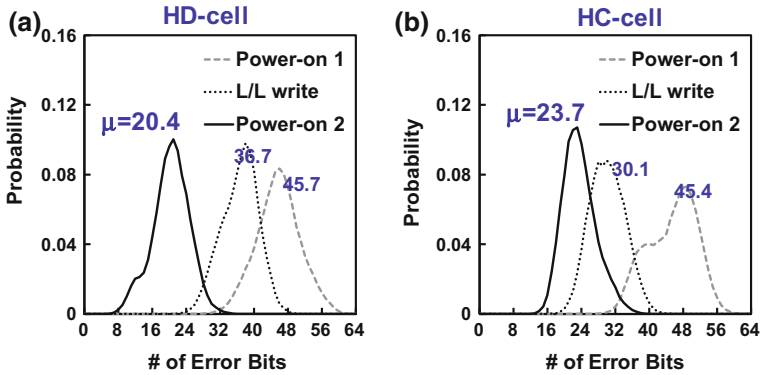 (a)
HD-cell
0.16
0.12
0.08
0.04
0
Probability
Power-on 1
L/L write
Power-on 2
μ=20.4
36.7
45.7
0 8 16 24 32 40 48 56 64
# of Error Bits
(b)
HC-cell
0.16
0.12
0.08
0.04
0
Probability
Power-on 1
L/L write
Power-on 2
μ=23.7
30.1
45.4
0 8 16 24 32 40 48 56 64
# of Error Bits